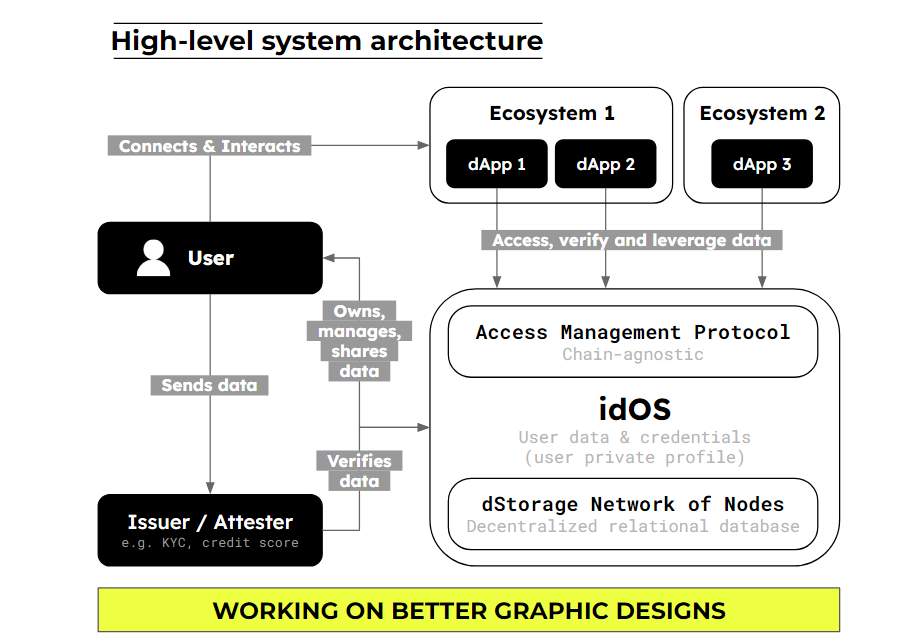 High-level system architecture
Ecosystem 1
Ecosystem 2
Connects & Interacts
dApp 1
dApp 2
dApp 3
Access, verify and leverage data
User
Owns,
manages,
shares
data
Access Management Protocol
Chain-agnostic
Sends data
idOS
User data & credentials
(user private profile)
Verifies
data
dStorage Network of Nodes
Decentralized relational database
Issuer / Attester
e.g. KYC, credit score
WORKING ON BETTER GRAPHIC DESIGNS